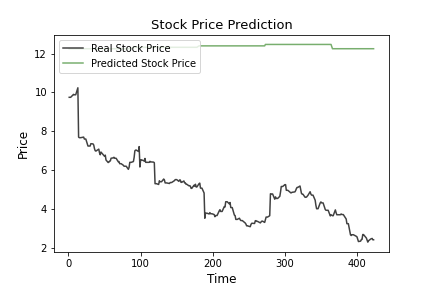 Stock Price Prediction
Real Stock Price
Predicted Stock Price
12
10
8
6
4
2
Price
0 100 200 300 400
Time